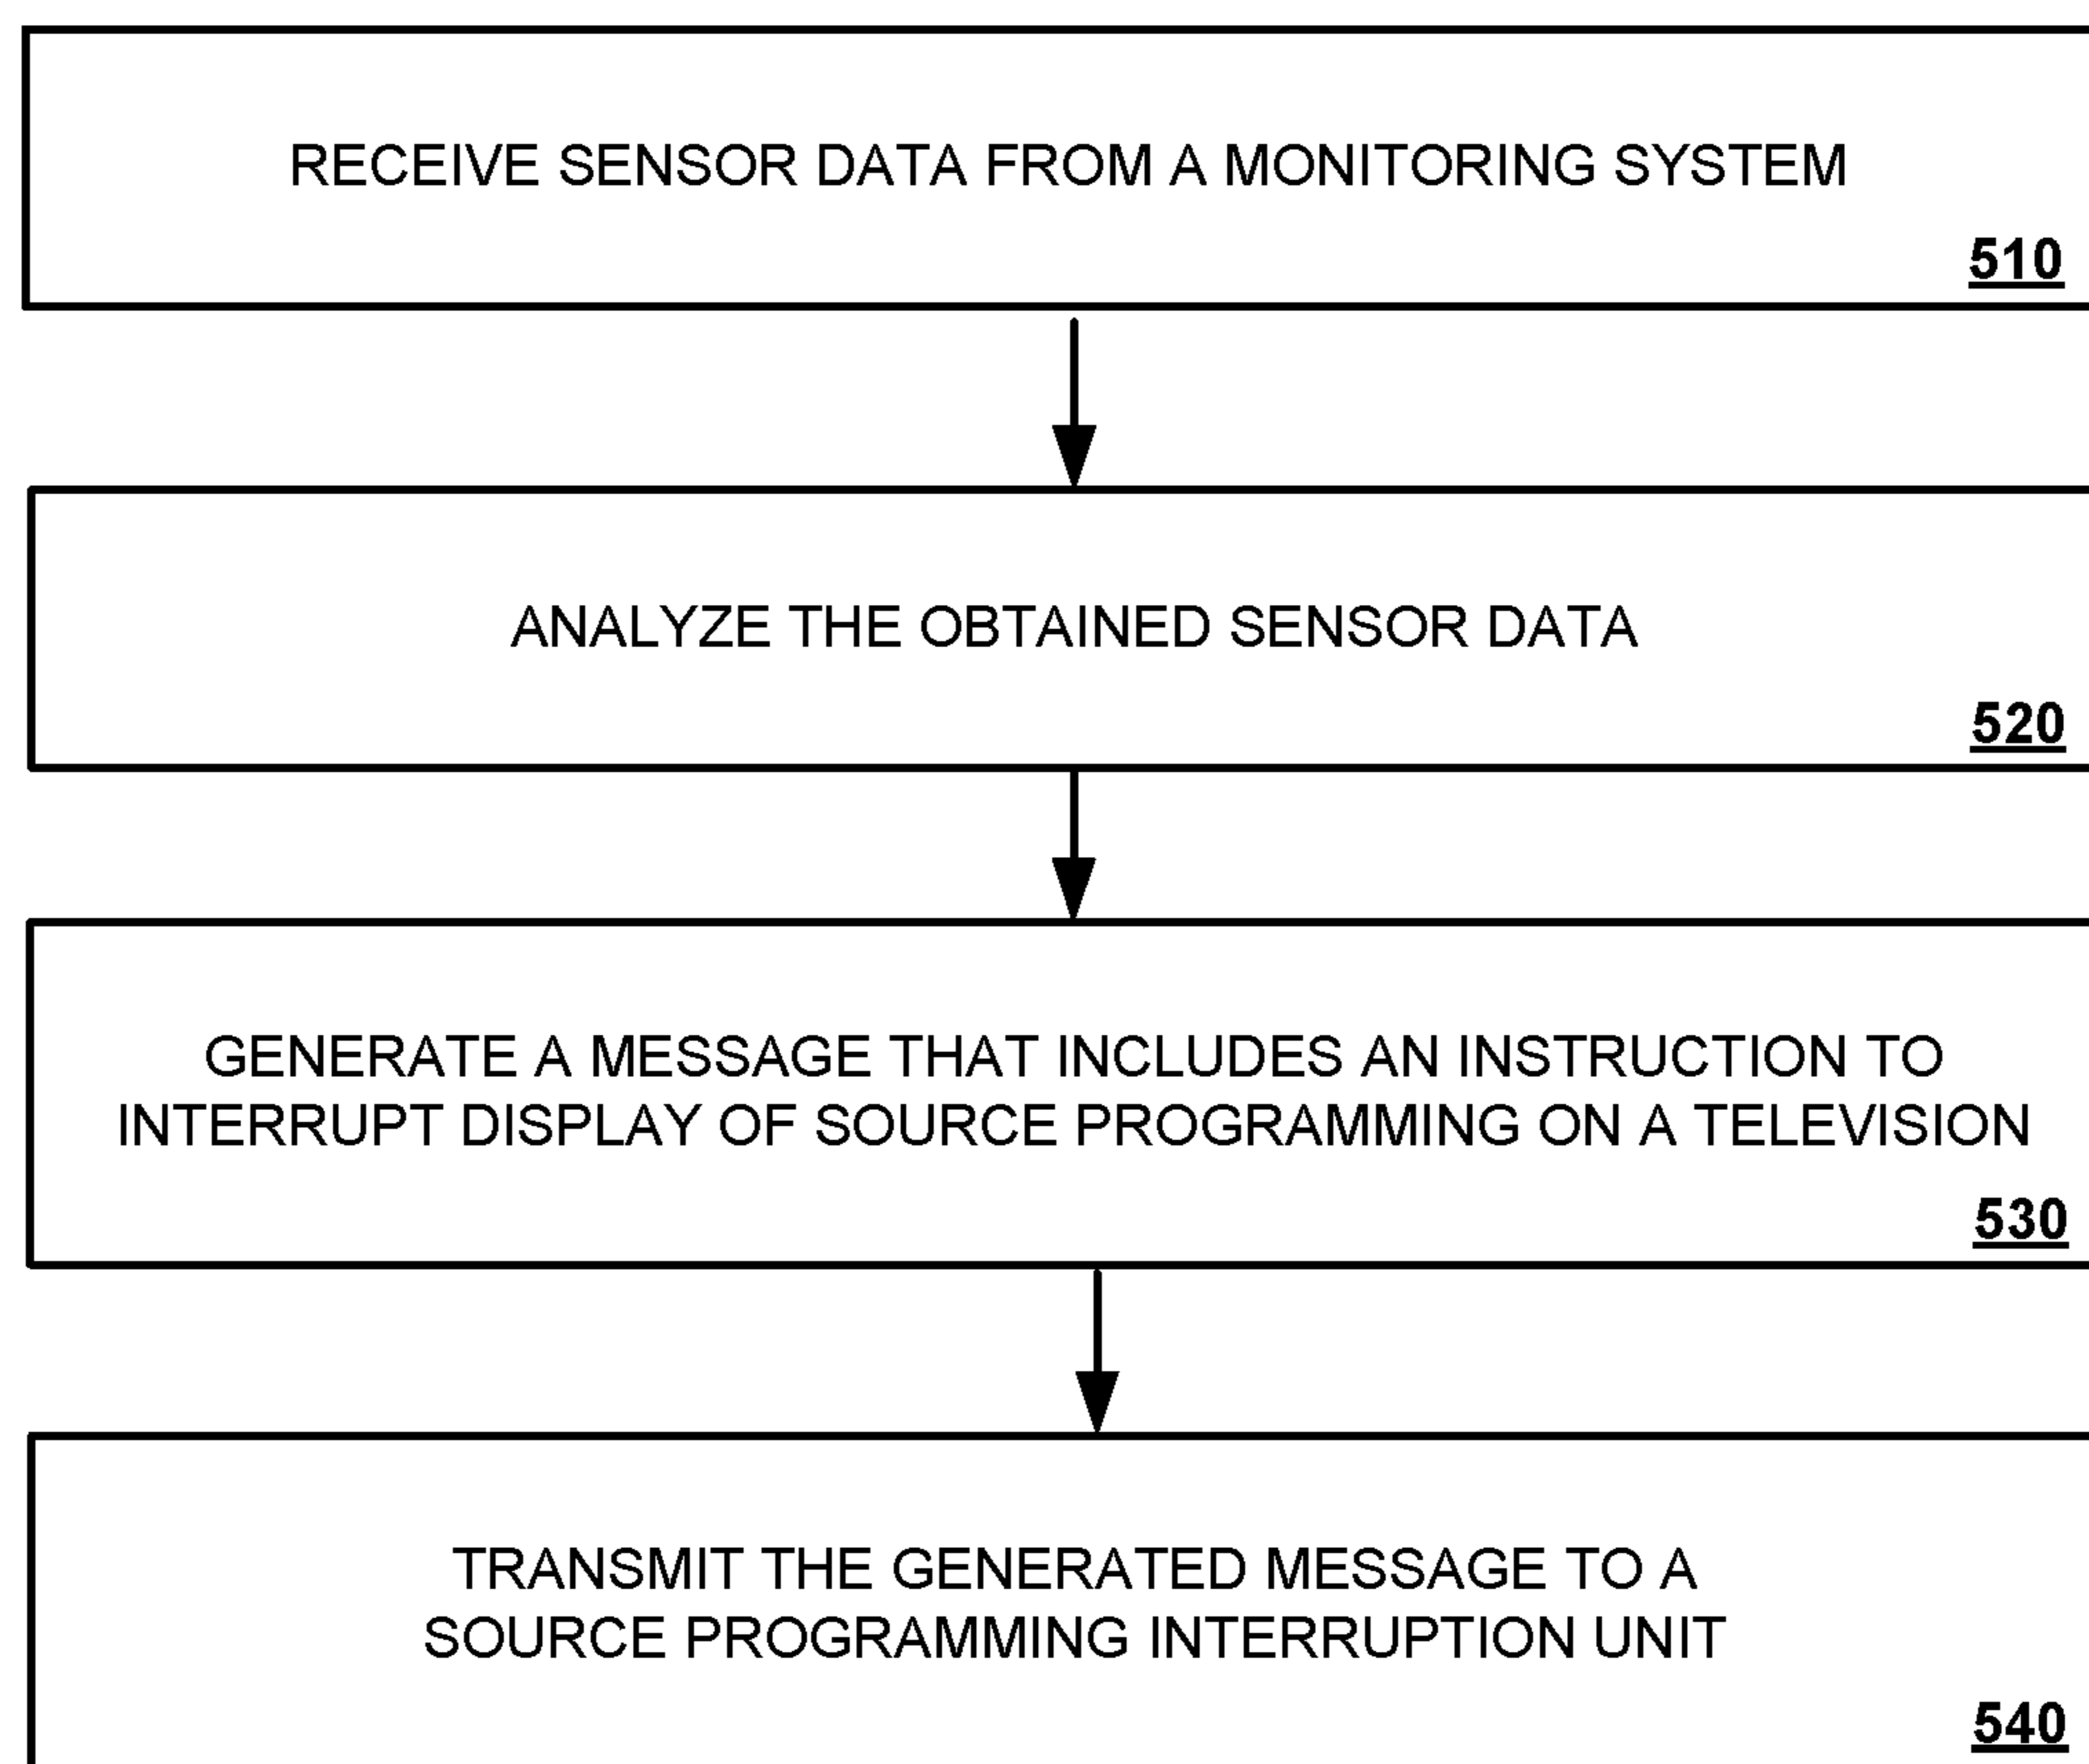 RECEIVE SENSOR DATA FROM A MONITORING SYSTEM
510
ANALYZE THE OBTAINED SENSOR DATA
520
GENERATE A MESSAGE THAT INCLUDES AN INSTRUCTION TO
INTERRUPT DISPLAY OF SOURCE PROGRAMMING ON A TELEVISION
530
TRANSMIT THE GENERATED MESSAGE TO A
SOURCE PROGRAMMING INTERRUPTION UNIT
540